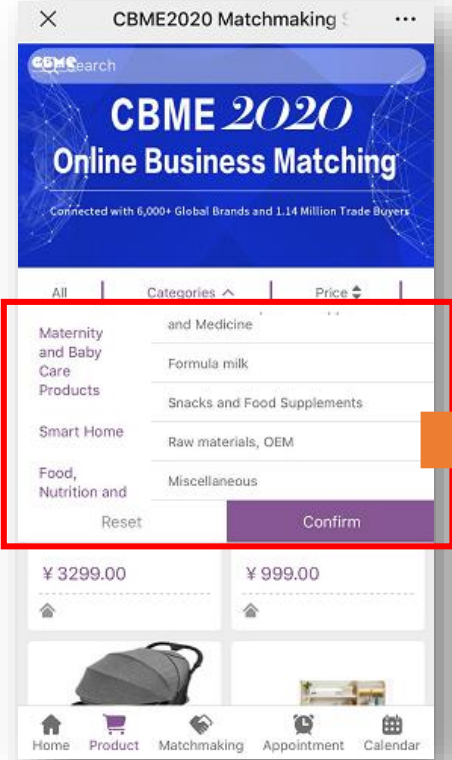 CBME2020 Matchmaking
CBME
Search
CBME 2020
Online Business Matching
Connected with 6,000+ Global Brands and 1.14 Million Trade Buyers
All
Categories
Price
Maternity
and Baby
Care
Products
Smart Home
Food,
Nutrition and
and Medicine
Formula milk
Snacks and Food Supplements
Raw materials, OEM
Miscellaneous
Reset
Confirm
¥3299.00
¥999.00
Home
Product
Matchmaking
Appointment
Calendar